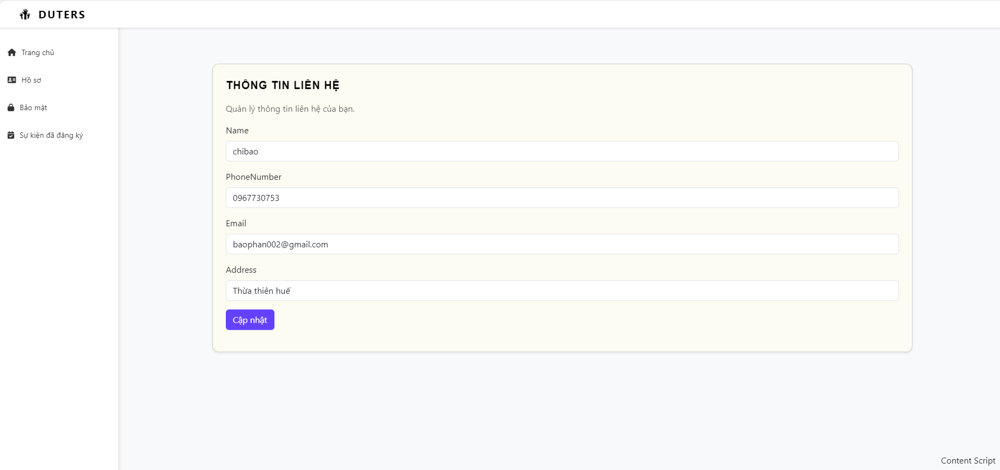 DUTERS
Trang chủ
Hồ sơ
Bảo mật
Sự kiện đã đăng ký
THÔNG TIN LIÊN HỆ
Quản lý thông tin liên hệ của bạn.
Name
chibao
PhoneNumber
0967730753
Email
baophan002@gmail.com
Address
Thừa thiên huế
Cập nhật
Content Script